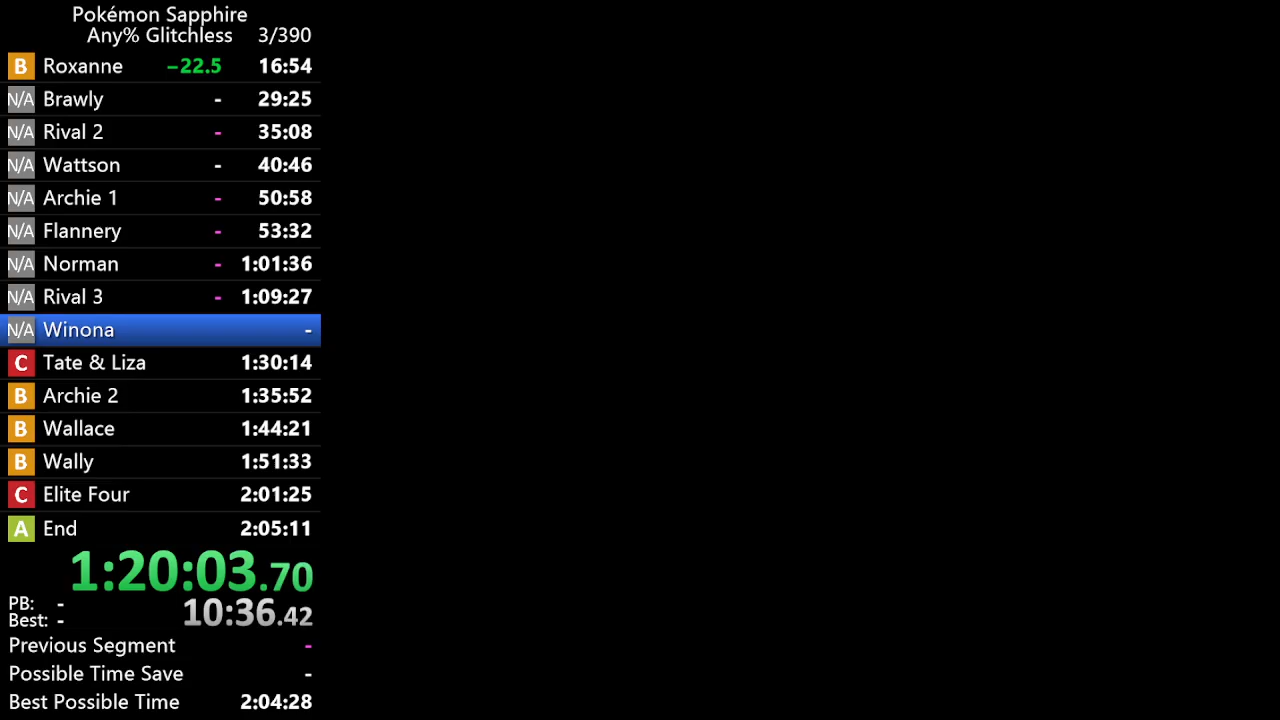 Pokémon Sapphire
Any% Glitchless 3/390
B Roxanne −22.5 16:54
N/A Brawly - 29:25
N/A Rival 2 - 35:08
N/A Wattson - 40:46
N/A Archie 1 - 50:58
N/A Flannery - 53:32
N/A Norman - 1:01:36
N/A Rival 3 - 1:09:27
N/A Winona -
C Tate & Liza 1:30:14
B Archie 2 1:35:52
B Wallace 1:44:21
B Wally 1:51:33
C Elite Four 2:01:25
A End 2:05:11
1:20:03.70
PB: - 10:36.42
Best: -
Previous Segment -
Possible Time Save -
Best Possible Time 2:04:28